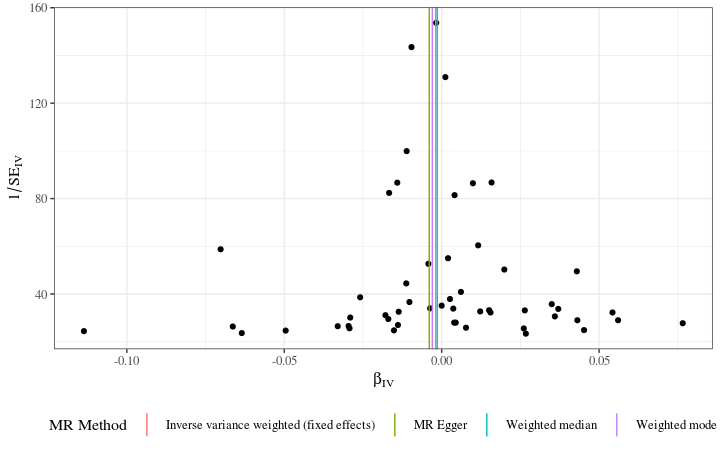 160
120
80
40
1/SE_IV
-0.10
-0.05
0.00
0.05
β_IV
MR Method
Inverse variance weighted (fixed effects)
MR Egger
Weighted median
Weighted mode